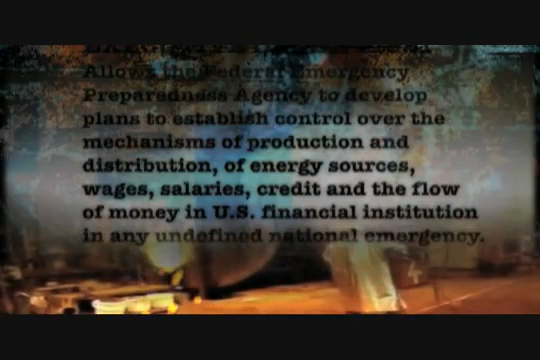 Allows the Federal Emergency
Preparedness Agency to develop
plans to establish control over the
mechanisms of production and
distribution, of energy sources,
wages, salaries, credit and the flow
of money in U.S. financial institution
in any undefined national emergency.